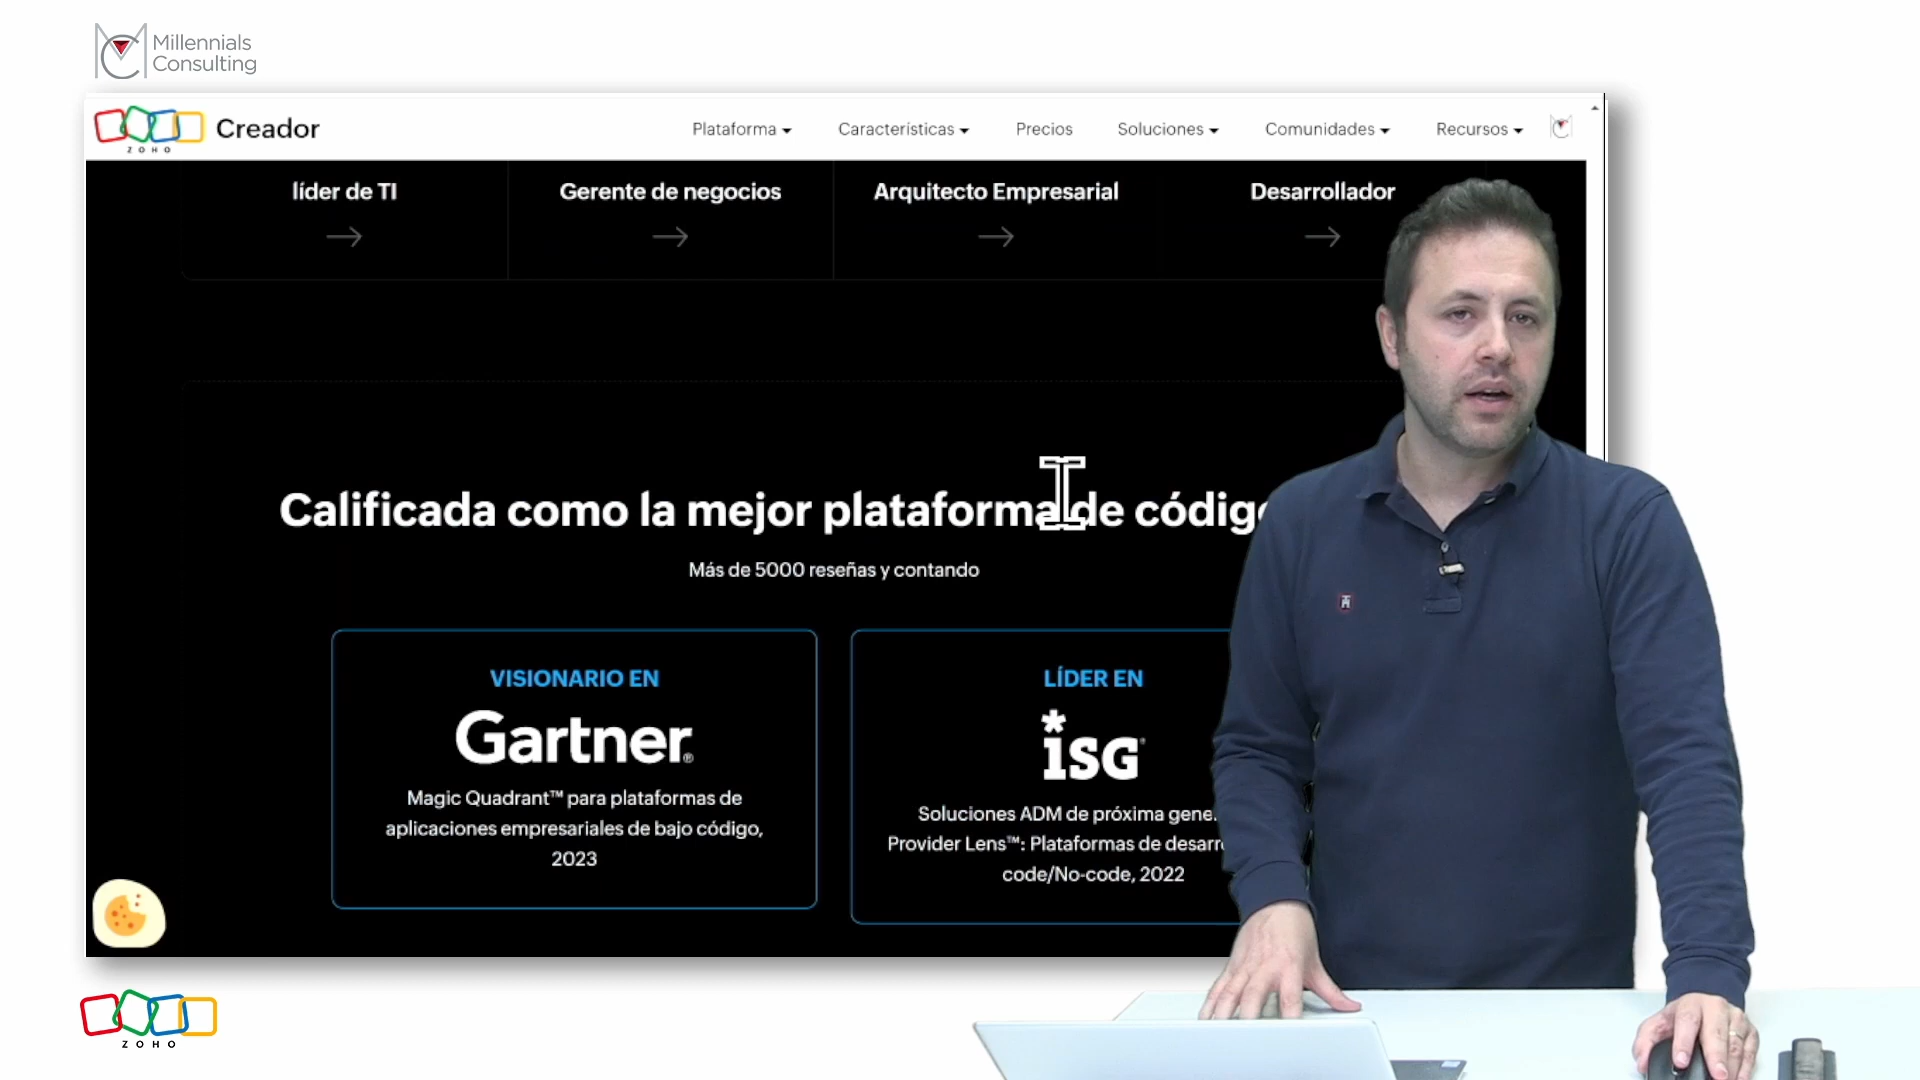 Millennials
Consulting
ZOHO
Creador
Plataforma
Características
Precios
Soluciones
Comunidades
Recursos
líder de TI
Gerente de negocios
Arquitecto Empresarial
Desarrollador
Calificada como la mejor plataforma de código
Más de 5000 reseñas y contando
VISIONARIO EN
Gartner®
Magic Quadrant™ para plataformas de
aplicaciones empresariales de bajo código,
2023
LÍDER EN
isg
Soluciones ADM de próxima
Provider Lens™: Plataformas de
code/No-code, 2022
ZOHO